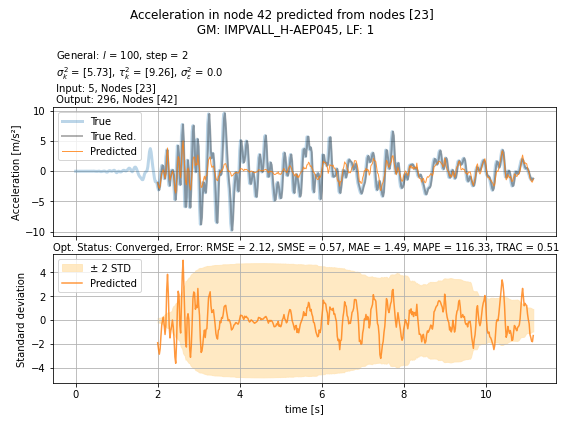 Acceleration in node 42 predicted from nodes [23]
GM: IMPVALL_H-AEP045, LF: 1
General: l = 100, step = 2
σ²ₖ = [5.73], τ²ₖ = [9.26], σ²ₑ = 0.0
Input: 5, Nodes [23]
Output: 296, Nodes [42]
10
5
0
−5
−10
Acceleration [m/s²]
True
True Red.
Predicted
Opt. Status: Converged, Error: RMSE = 2.12, SMSE = 0.57, MAE = 1.49, MAPE = 116.33, TRAC = 0.51
4
2
0
−2
−4
Standard deviation
± 2 STD
Predicted
0 2 4 6 8 10
time [s]